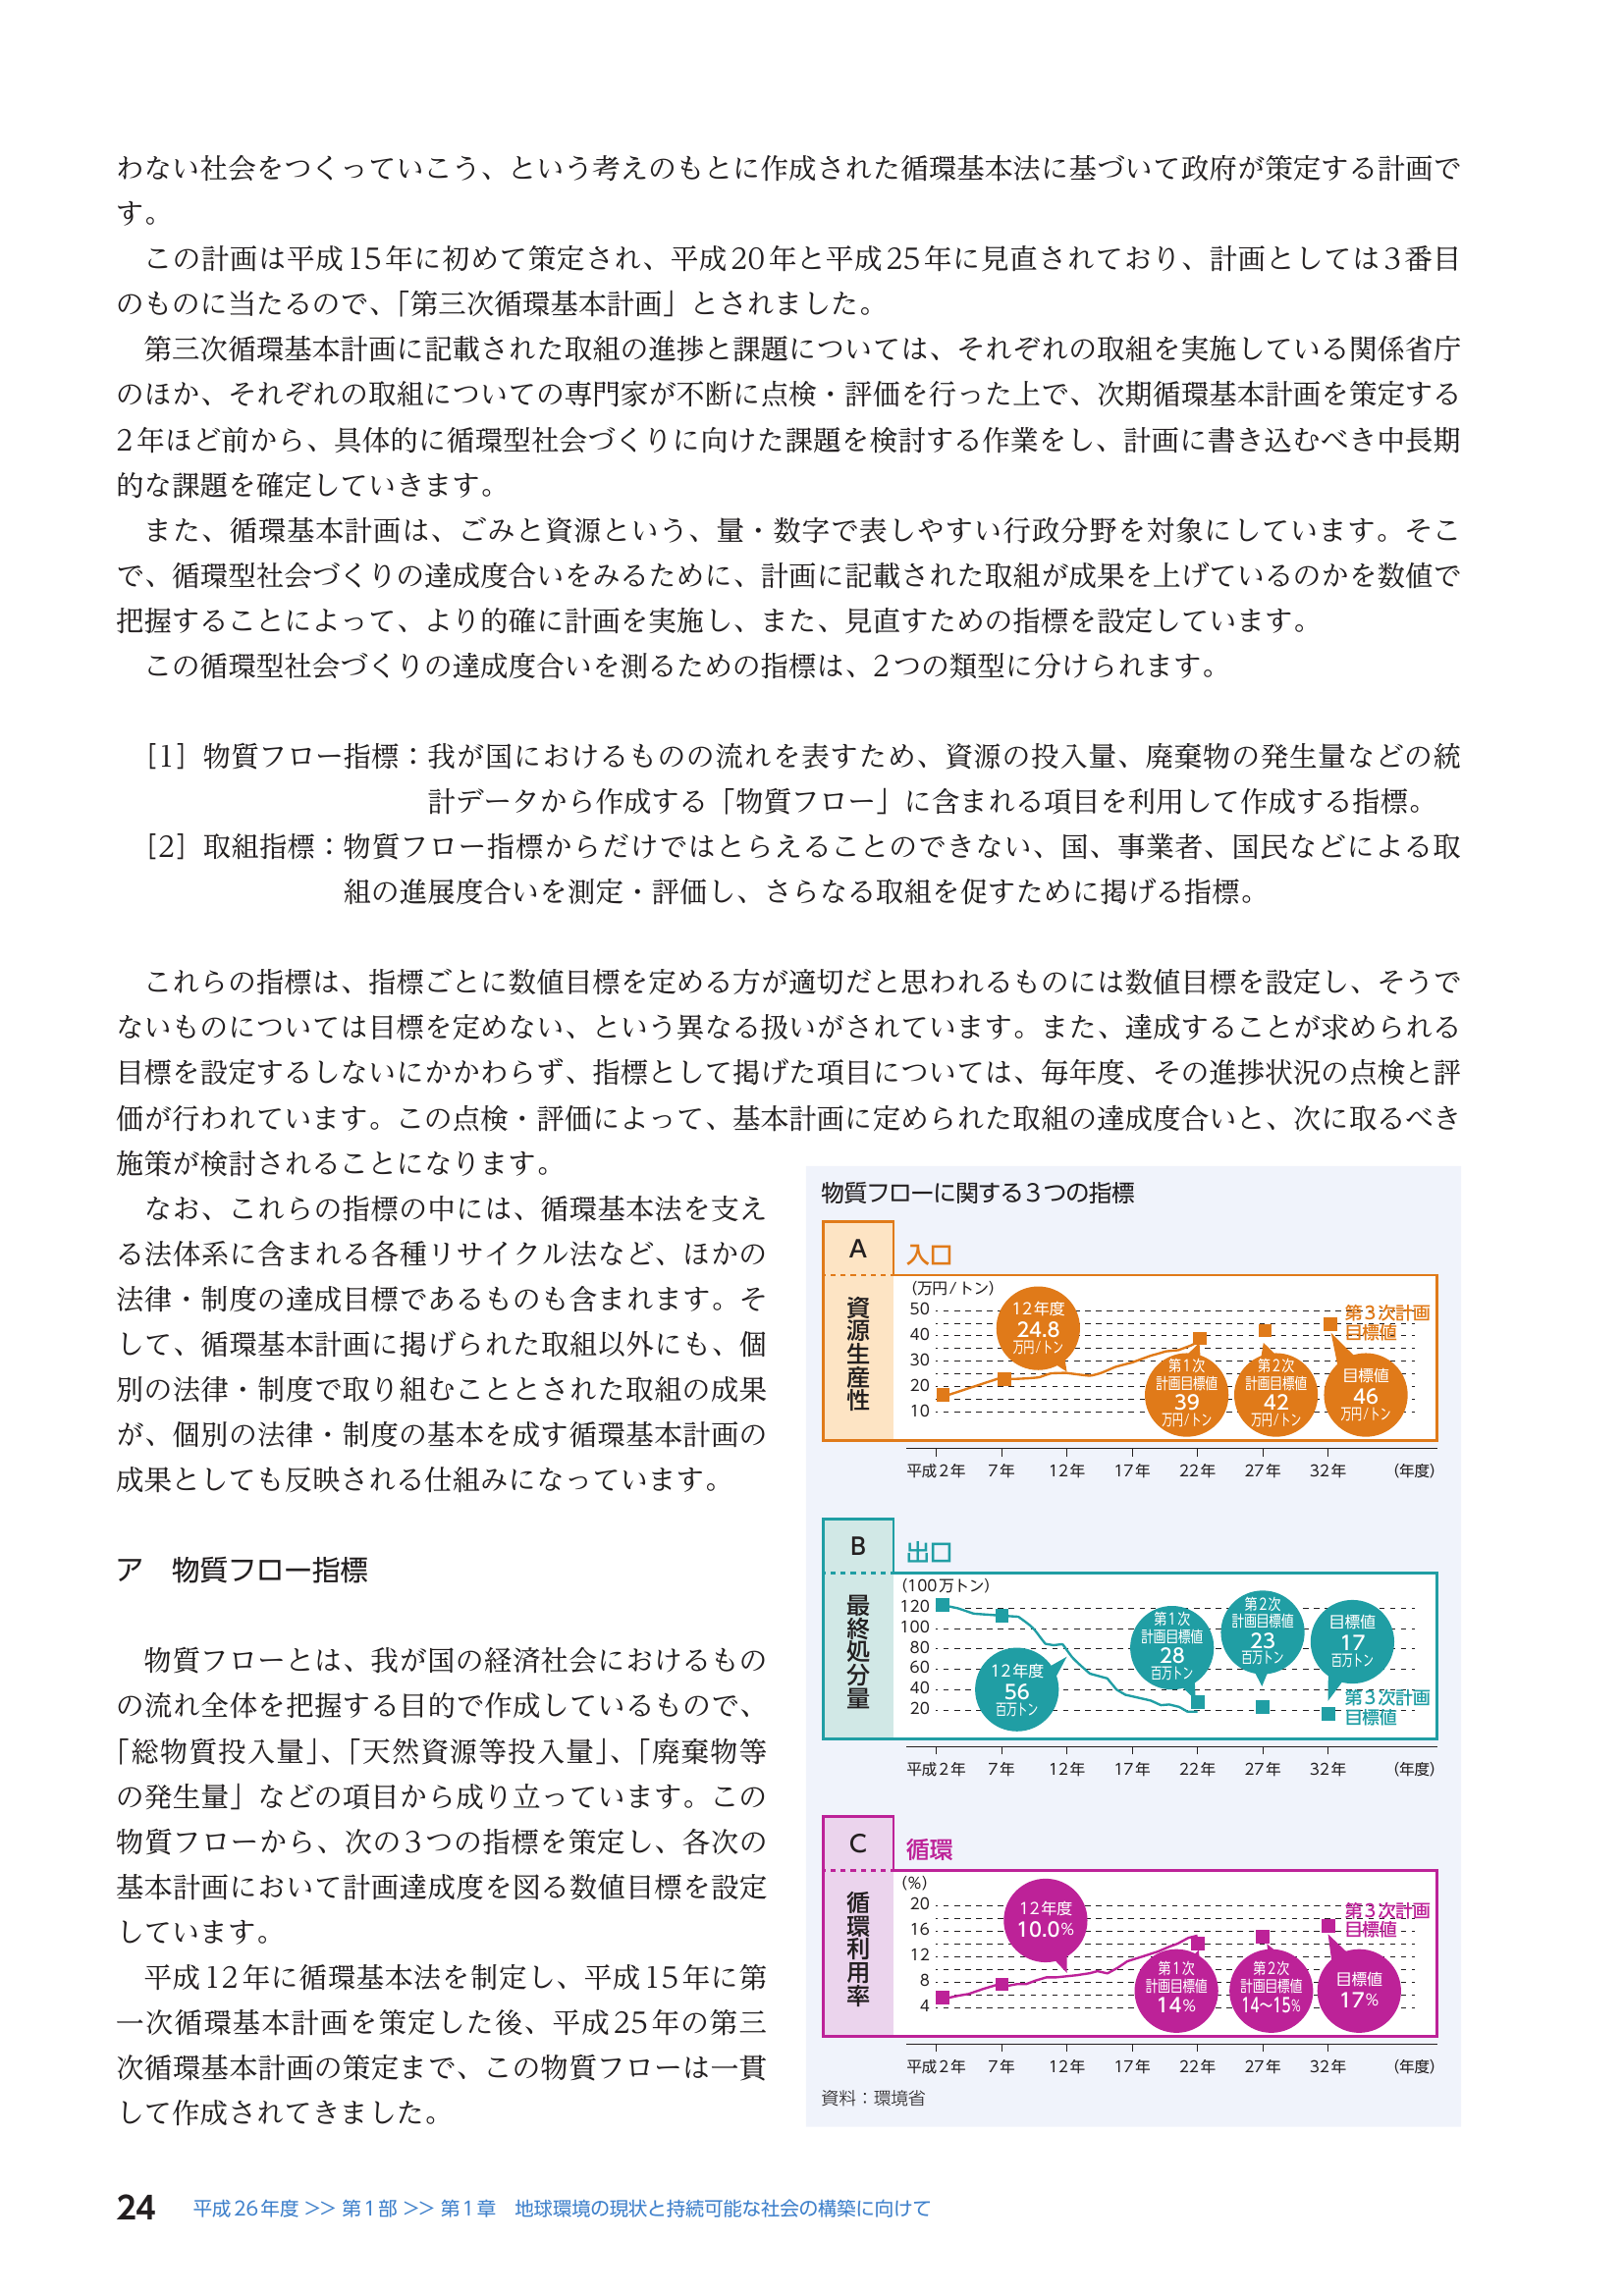 わない社会をつくっていこう、という考えのもとに作成された循環基本法に基づいて政府が策定する計画で
す。
この計画は平成15年に初めて策定され、平成20年と平成25年に見直されており、計画としては3番目
のものに当たるので、「第三次循環基本計画」とされました。
第三次循環基本計画に記載された取組の進捗と課題については、それぞれの取組を実施している関係省庁
のほか、それぞれの取組についての専門家が不断に点検・評価を行った上で、次期循環基本計画を策定する
2年ほど前から、具体的に循環型社会づくりに向けた課題を検討する作業をし、計画に書き込むべき中長期
的な課題を確定していきます。
また、循環基本計画は、ごみと資源という、量・数字で表しやすい行政分野を対象にしています。そこ
で、循環型社会づくりの達成度合いをみるために、計画に記載された取組が成果を上げているのかを数値で
把握することによって、より的確に計画を実施し、また、見直すための指標を設定しています。
この循環型社会づくりの達成度合いを測るための指標は、2つの類型に分けられます。
[1] 物質フロー指標：我が国におけるものの流れを表すため、資源の投入量、廃棄物の発生量などの統
計データから作成する「物質フロー」に含まれる項目を利用して作成する指標。
[2] 取組指標：物質フロー指標からだけではとらえることのできない、国、事業者、国民などによる取
組の進展度合いを測定・評価し、さらなる取組を促すために掲げる指標。
これらの指標は、指標ごとに数値目標を定める方が適切だと思われるものには数値目標を設定し、そうで
ないものについては目標を定めない、という異なる扱いがされています。また、達成することが求められる
目標を設定するしないにかかわらず、指標として掲げた項目については、毎年度、その進捗状況の点検と評
価が行われています。この点検・評価によって、基本計画に定められた取組の達成度合いと、次に取るべき
施策が検討されることになります。
なお、これらの指標の中には、循環基本法を支え
る法体系に含まれる各種リサイクル法など、ほかの
法律・制度の達成目標であるものも含まれます。そ
して、循環基本計画に掲げられた取組以外にも、個
別の法律・制度で取り組むこととされた取組の成果
が、個別の法律・制度の基本を成す循環基本計画の
成果としても反映される仕組みになっています。
ア　物質フロー指標
物質フローとは、我が国の経済社会におけるもの
の流れ全体を把握する目的で作成しているもので、
「総物質投入量」、「天然資源等投入量」、「廃棄物等
の発生量」などの項目から成り立っています。この
物質フローから、次の3つの指標を策定し、各次の
基本計画において計画達成度を図る数値目標を設定
しています。
平成12年に循環基本法を制定し、平成15年に第
一次循環基本計画を策定した後、平成25年の第三
次循環基本計画の策定まで、この物質フローは一貫
して作成されてきました。
物質フローに関する3つの指標
A
入口
資源生産性
(万円/トン)
50
40
30
20
10
12年度
24.8
万円/トン
第1次
計画目標値
39
万円/トン
第2次
計画目標値
42
万円/トン
第3次計画
目標値
目標値
46
万円/トン
平成2年 7年 12年 17年 22年 27年 32年 (年度)
B
出口
最終処分量
(100万トン)
120
100
80
60
40
20
12年度
56
百万トン
第1次
計画目標値
28
百万トン
第2次
計画目標値
23
百万トン
目標値
17
百万トン
第3次計画
目標値
平成2年 7年 12年 17年 22年 27年 32年 (年度)
C
循環
循環利用率
(%)
20
16
12
8
4
12年度
10.0%
第1次
計画目標値
14%
第2次
計画目標値
14〜15%
第3次計画
目標値
目標値
17%
平成2年 7年 12年 17年 22年 27年 32年 (年度)
資料：環境省
24 平成26年度 >> 第1部 >> 第1章　地球環境の現状と持続可能な社会の構築に向けて